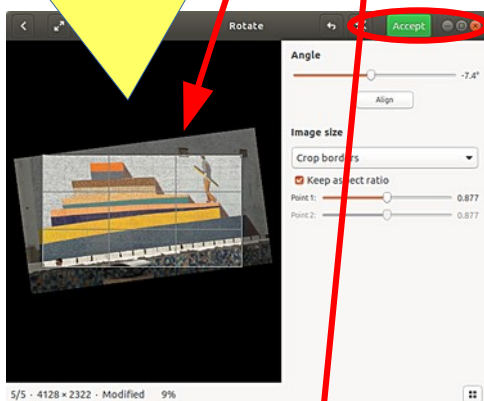 Rotate
Accept
Angle
-7.4°
Align
Image size
Crop borders
Keep aspect ratio
Point 1: 0.877
Point 2: 0.877
5/5 · 4128 × 2322 · Modified 9%